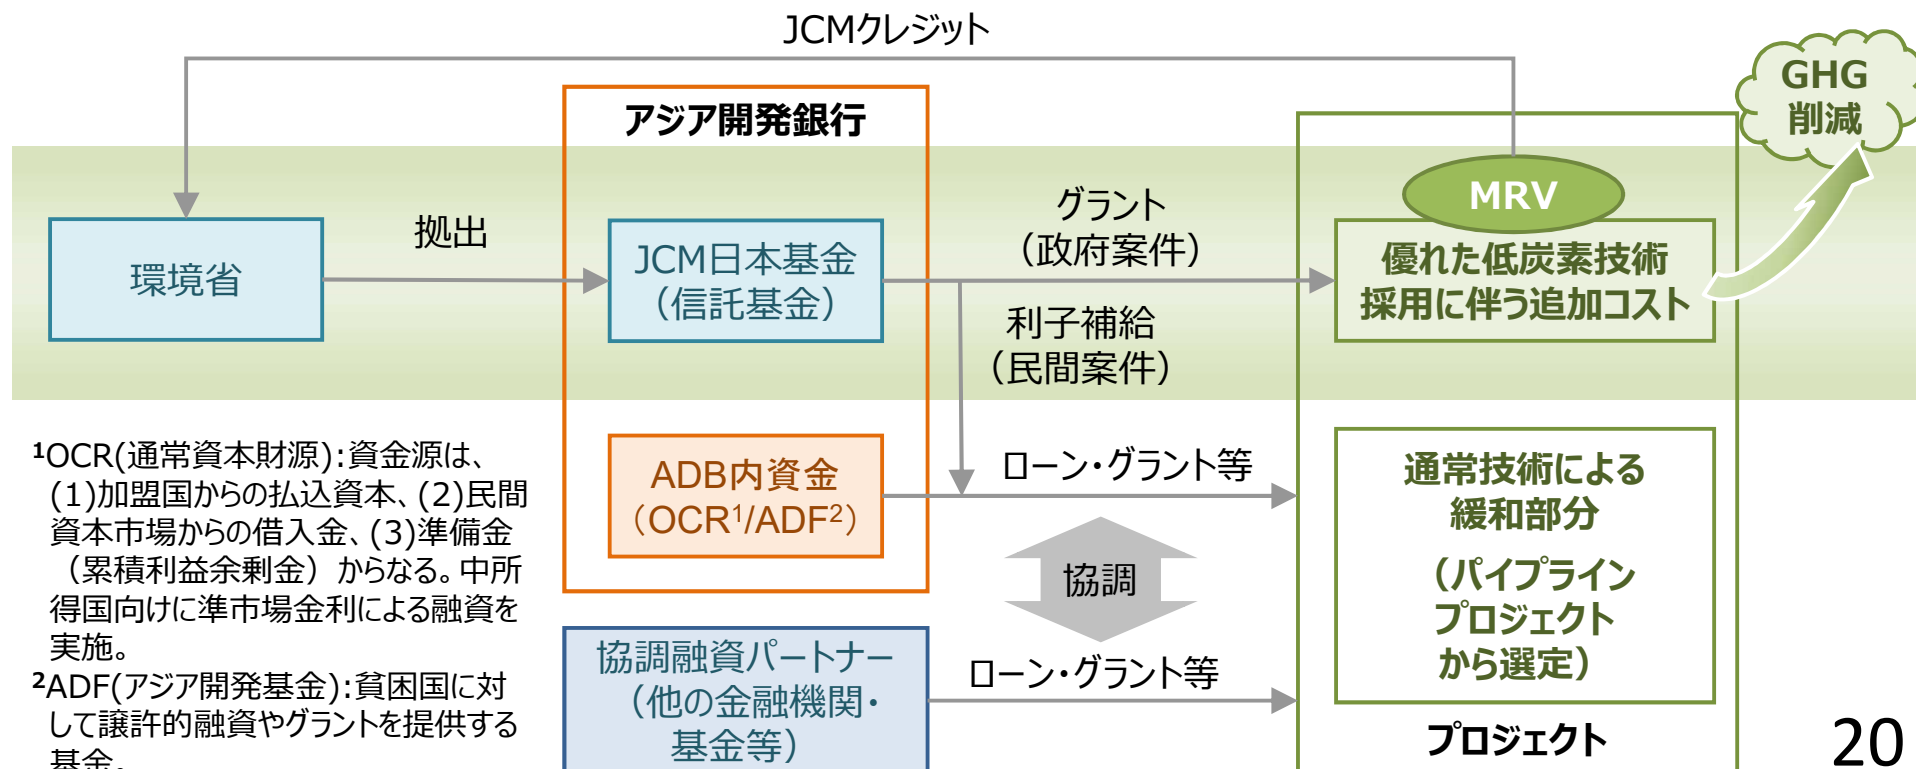 JCMクレジット
GHG
削減
アジア開発銀行
MRV
環境省
拠出
JCM日本基金
（信託基金）
グラント
（政府案件）
利子補給
（民間案件）
優れた低炭素技術
採用に伴う追加コスト
ADB内資金
（OCR¹/ADF²）
ローン・グラント等
協調
通常技術による
緩和部分
（パイプライン
プロジェクト
から選定）
協調融資パートナー
（他の金融機関・
基金等）
ローン・グラント等
プロジェクト
¹OCR(通常資本財源):資金源は、
(1)加盟国からの払込資本、(2)民間
資本市場からの借入金、(3)準備金
（累積利益余剰金）からなる。中所
得国向けに準市場金利による融資を
実施。
²ADF(アジア開発基金):貧困国に対
して譲許的融資やグラントを提供する
基金。
20